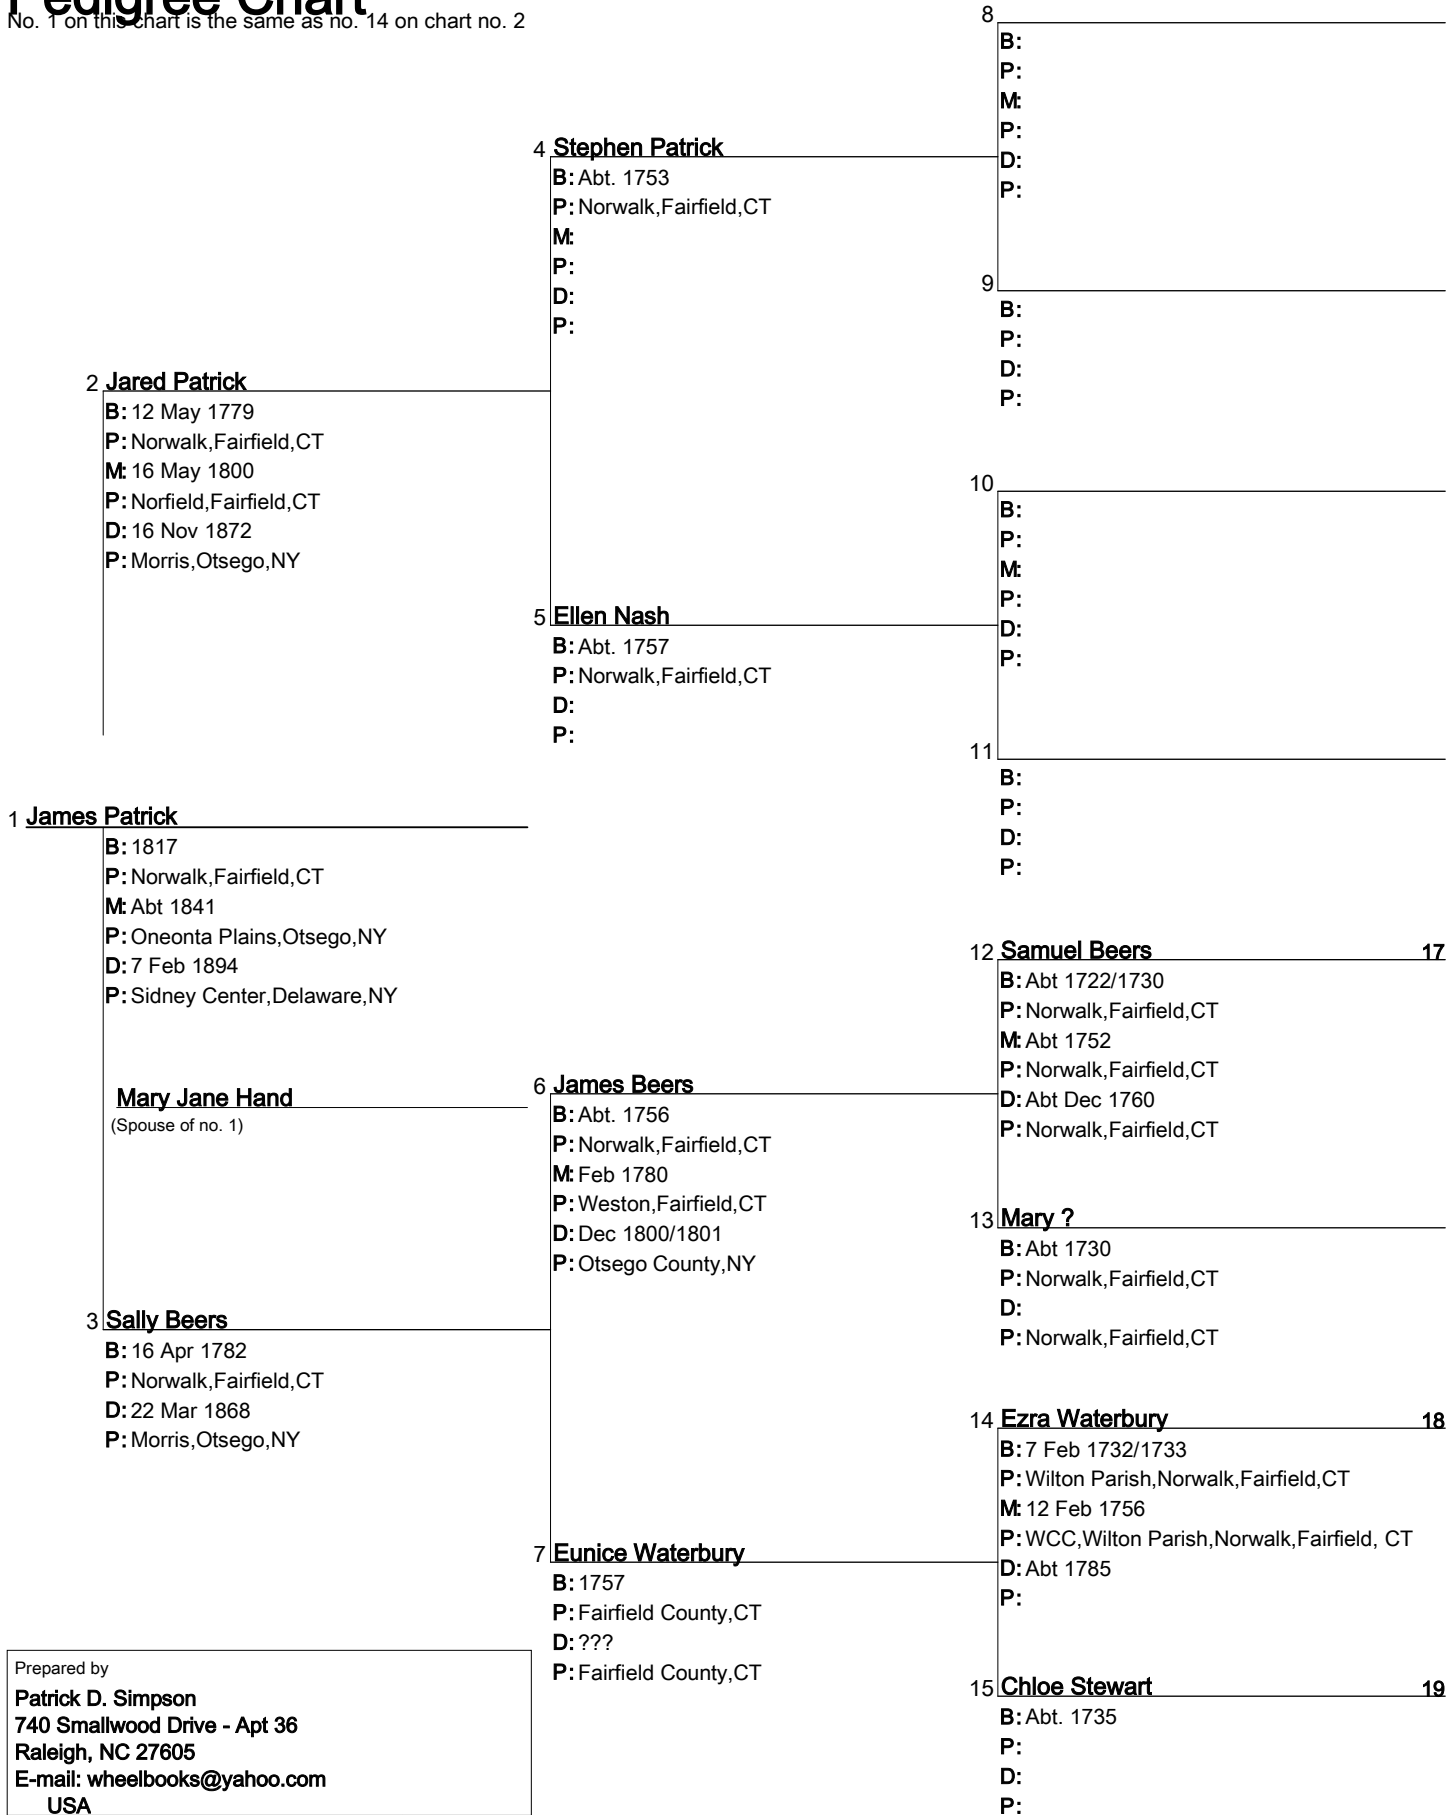 Pedigree Chart
No. 1 on this chart is the same as no. 14 on chart no. 2
8
B:
P:
M:
P:
D:
P:
4 Stephen Patrick
B: Abt. 1753
P: Norwalk,Fairfield,CT
M:
P:
D:
P:
9
B:
P:
D:
P:
2 Jared Patrick
B: 12 May 1779
P: Norwalk,Fairfield,CT
M: 16 May 1800
P: Norfield,Fairfield,CT
D: 16 Nov 1872
P: Morris,Otsego,NY
10
B:
P:
M:
P:
D:
P:
5 Ellen Nash
B: Abt. 1757
P: Norwalk,Fairfield,CT
D:
P:
11
B:
P:
D:
P:
1 James Patrick
B: 1817
P: Norwalk,Fairfield,CT
M: Abt 1841
P: Oneonta Plains,Otsego,NY
D: 7 Feb 1894
P: Sidney Center,Delaware,NY
Mary Jane Hand
(Spouse of no. 1)
12 Samuel Beers 17
B: Abt 1722/1730
P: Norwalk,Fairfield,CT
M: Abt 1752
P: Norwalk,Fairfield,CT
D: Abt Dec 1760
P: Norwalk,Fairfield,CT
6 James Beers
B: Abt. 1756
P: Norwalk,Fairfield,CT
M: Feb 1780
P: Weston,Fairfield,CT
D: Dec 1800/1801
P: Otsego County,NY
13 Mary ?
B: Abt 1730
P: Norwalk,Fairfield,CT
D:
P: Norwalk,Fairfield,CT
3 Sally Beers
B: 16 Apr 1782
P: Norwalk,Fairfield,CT
D: 22 Mar 1868
P: Morris,Otsego,NY
14 Ezra Waterbury 18
B: 7 Feb 1732/1733
P: Wilton Parish,Norwalk,Fairfield,CT
M: 12 Feb 1756
P: WCC,Wilton Parish,Norwalk,Fairfield, CT
D: Abt 1785
P:
7 Eunice Waterbury
B: 1757
P: Fairfield County,CT
D: ???
P: Fairfield County,CT
15 Chloe Stewart 19
B: Abt. 1735
P:
D:
P:
Prepared by
Patrick D. Simpson
740 Smallwood Drive - Apt 36
Raleigh, NC 27605
E-mail: wheelbooks@yahoo.com
USA